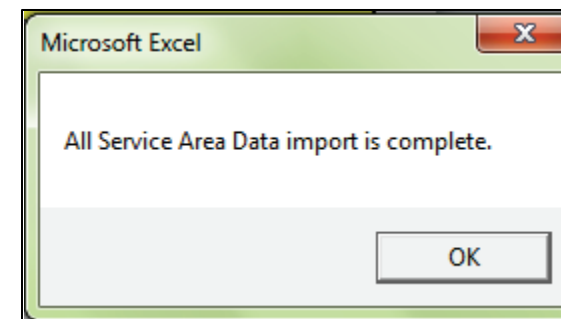 Microsoft Excel
All Service Area Data import is complete.
OK